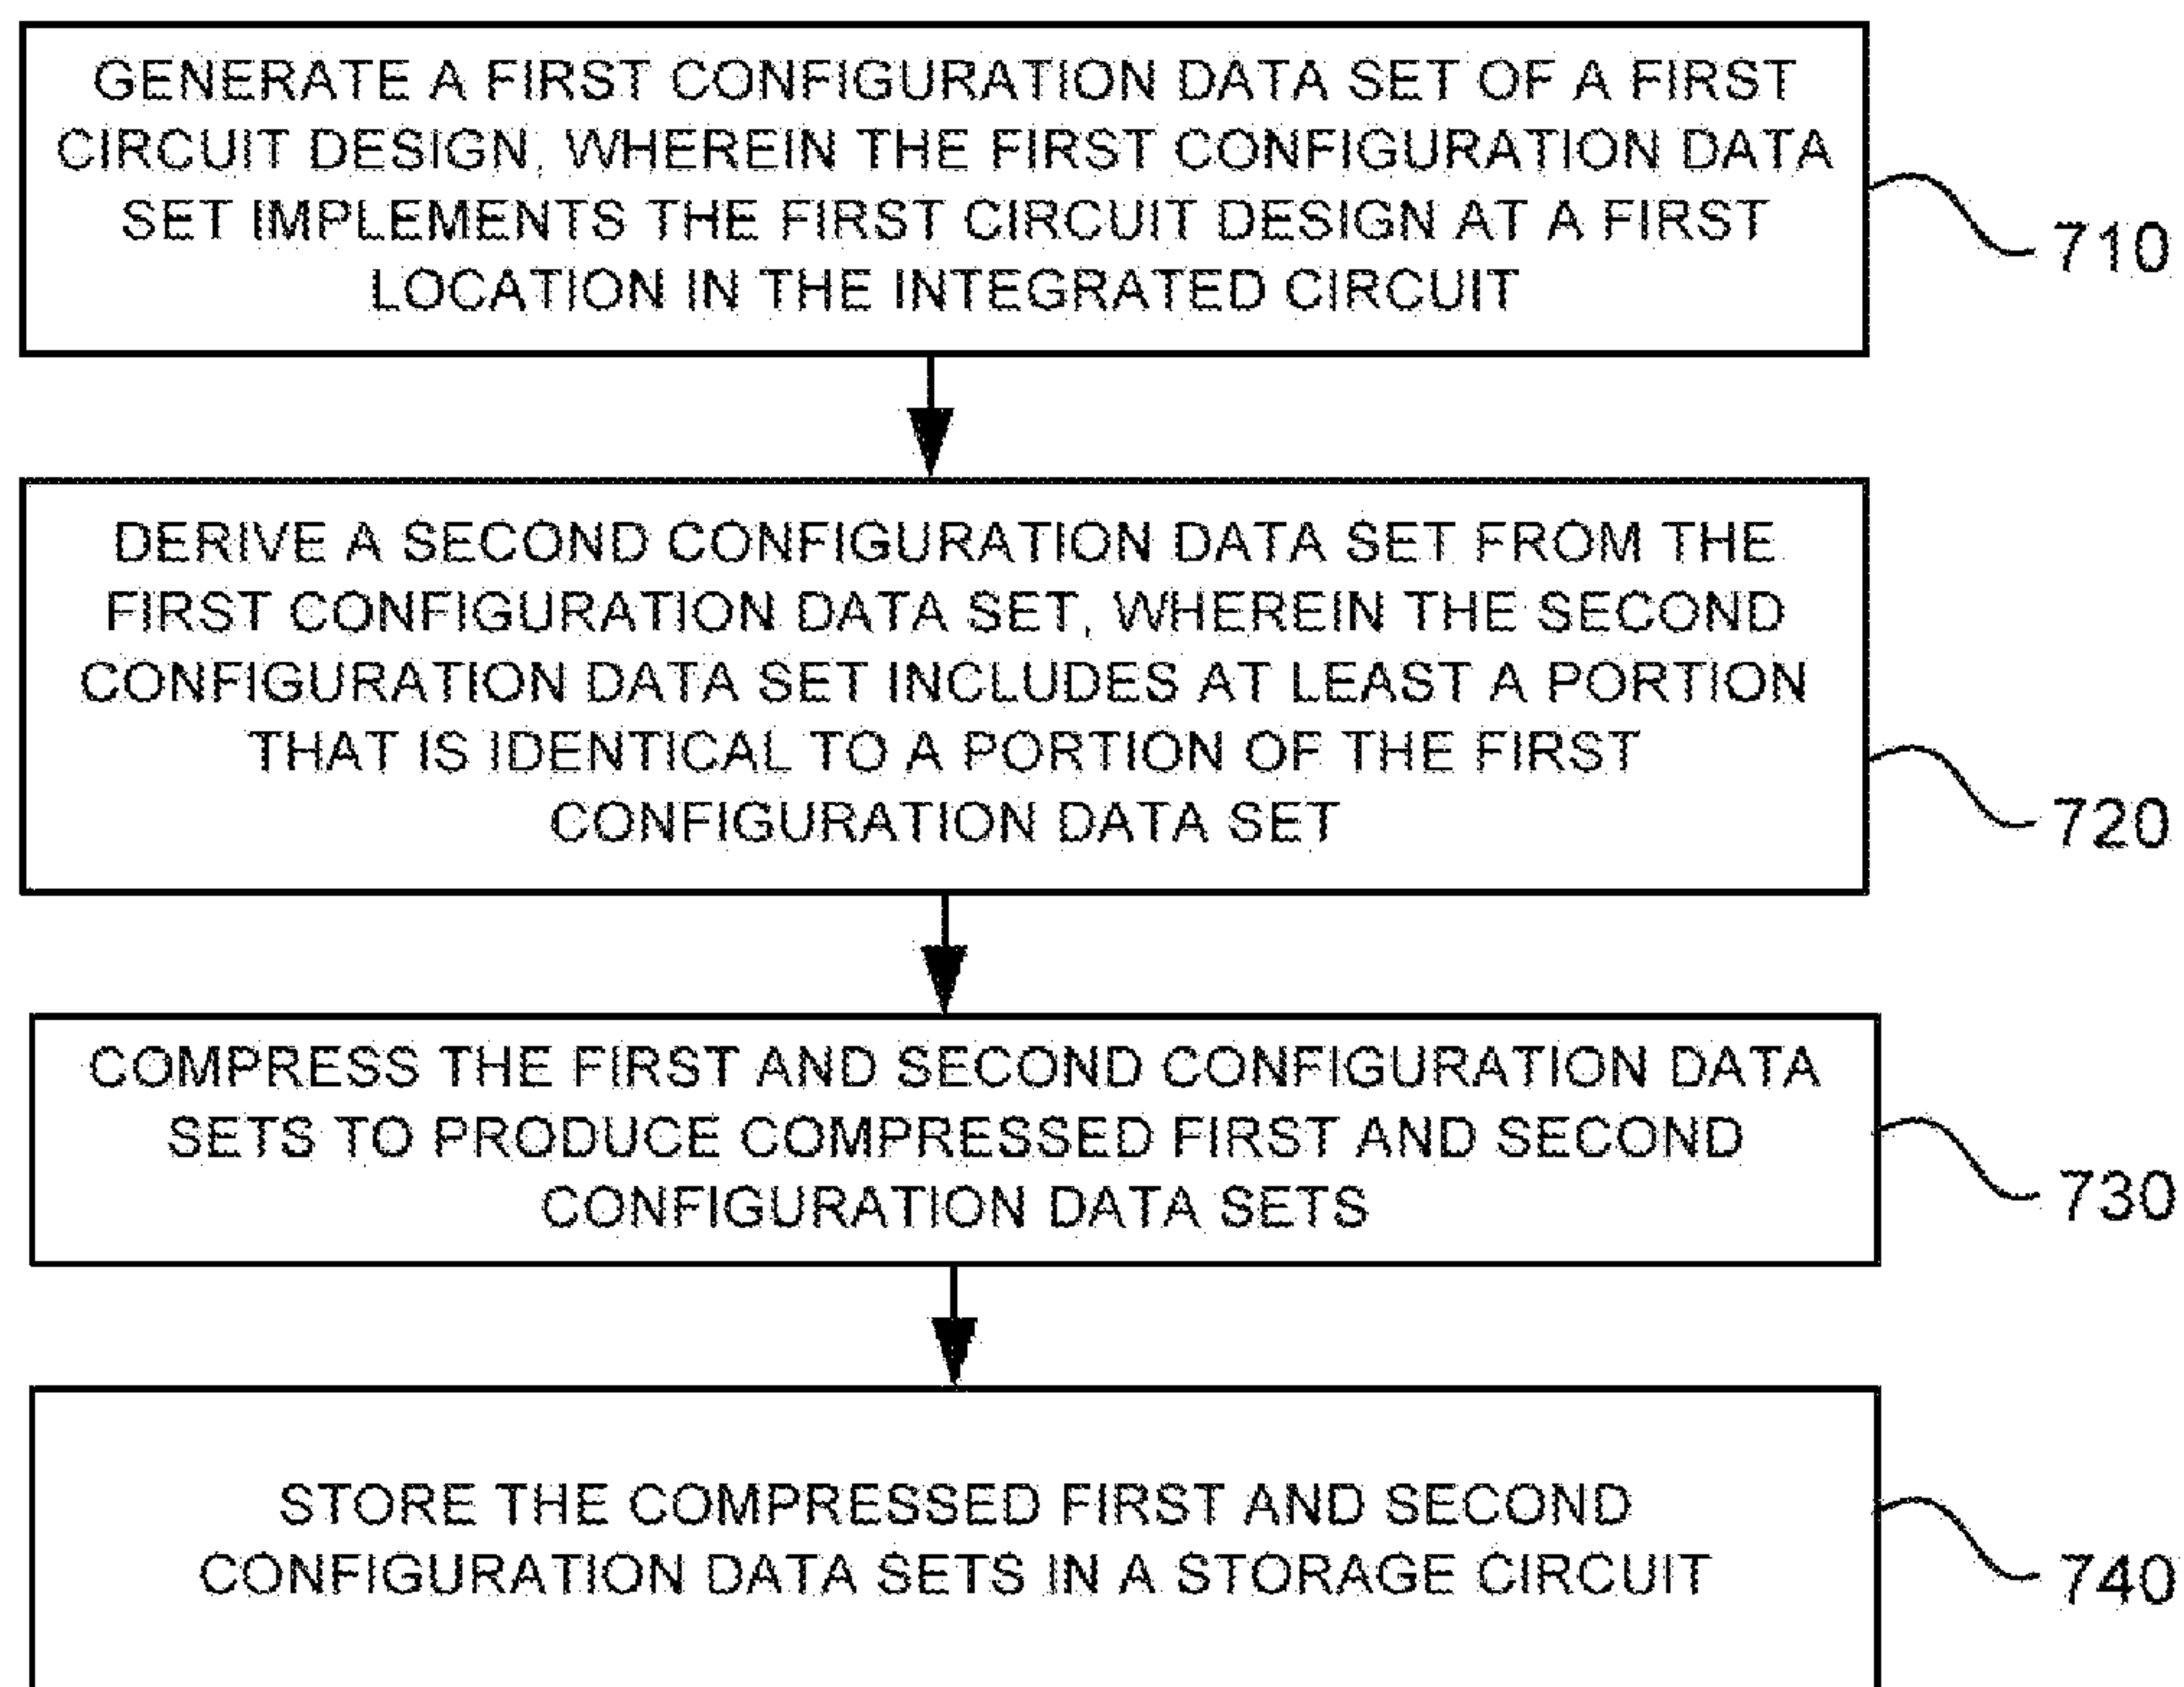 GENERATE A FIRST CONFIGURATION DATA SET OF A FIRST
CIRCUIT DESIGN, WHEREIN THE FIRST CONFIGURATION DATA
SET IMPLEMENTS THE FIRST CIRCUIT DESIGN AT A FIRST
LOCATION IN THE INTEGRATED CIRCUIT
710
DERIVE A SECOND CONFIGURATION DATA SET FROM THE
FIRST CONFIGURATION DATA SET, WHEREIN THE SECOND
CONFIGURATION DATA SET INCLUDES AT LEAST A PORTION
THAT IS IDENTICAL TO A PORTION OF THE FIRST
CONFIGURATION DATA SET
720
COMPRESS THE FIRST AND SECOND CONFIGURATION DATA
SETS TO PRODUCE COMPRESSED FIRST AND SECOND
CONFIGURATION DATA SETS
730
STORE THE COMPRESSED FIRST AND SECOND
CONFIGURATION DATA SETS IN A STORAGE CIRCUIT
740